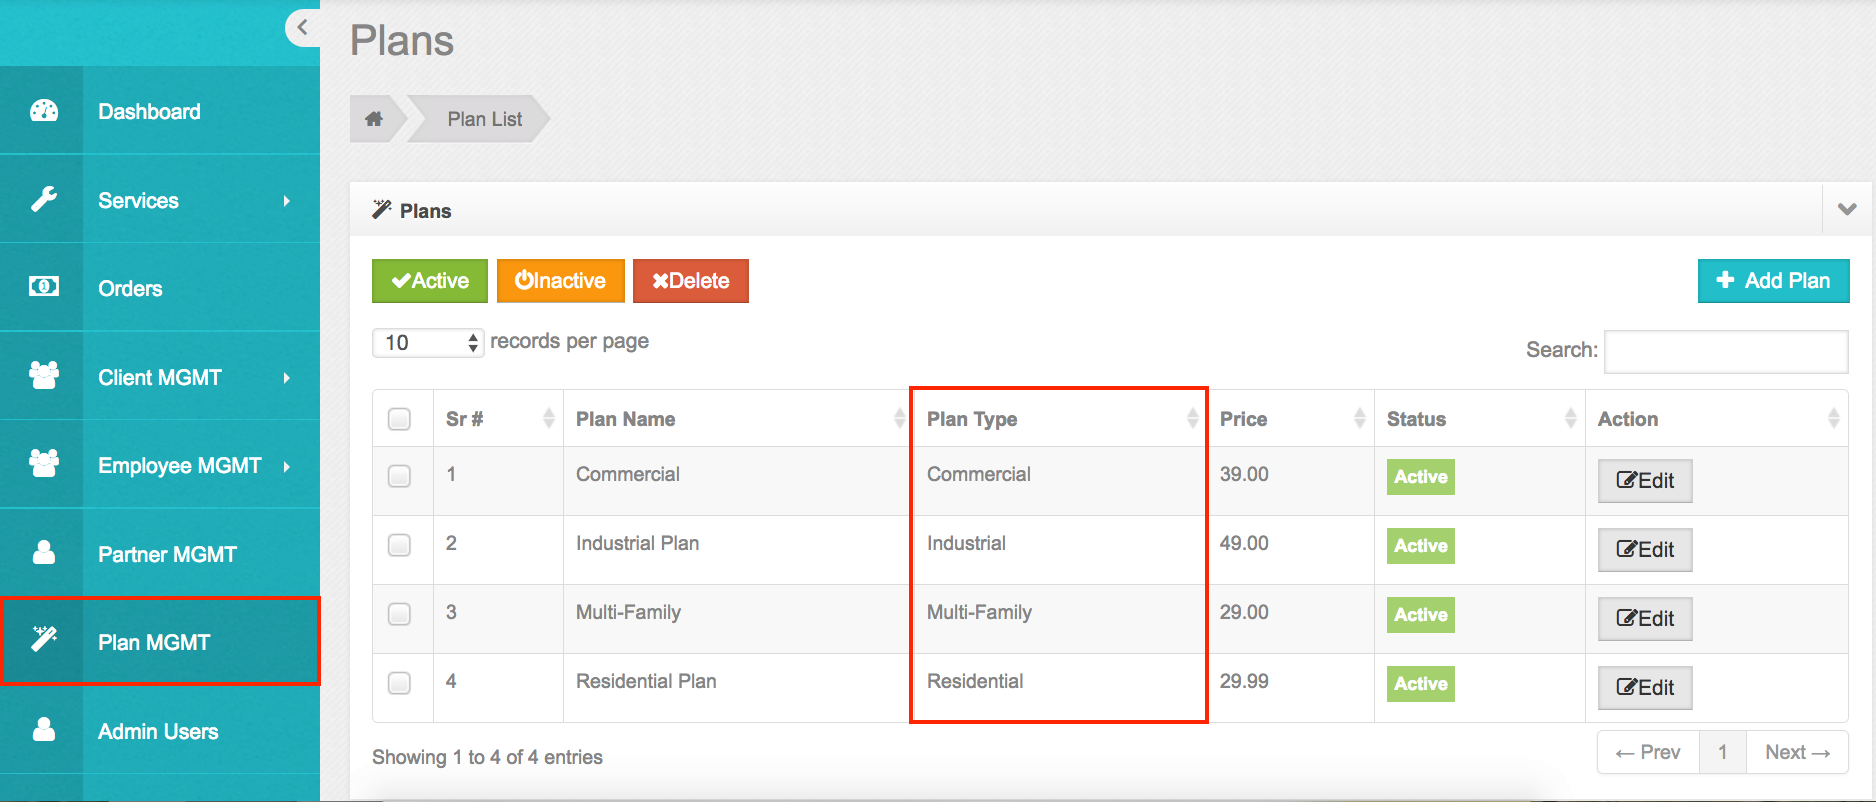 Plans
Dashboard
Services
Orders
Client MGMT
Employee MGMT
Partner MGMT
Plan MGMT
Admin Users
Plan List
Plans
Active Inactive Delete
Add Plan
10 records per page
Search:
Sr # Plan Name Plan Type Price Status Action
1 Commercial Commercial 39.00 Active Edit
2 Industrial Plan Industrial 49.00 Active Edit
3 Multi-Family Multi-Family 29.00 Active Edit
4 Residential Plan Residential 29.99 Active Edit
Showing 1 to 4 of 4 entries
← Prev 1 Next →